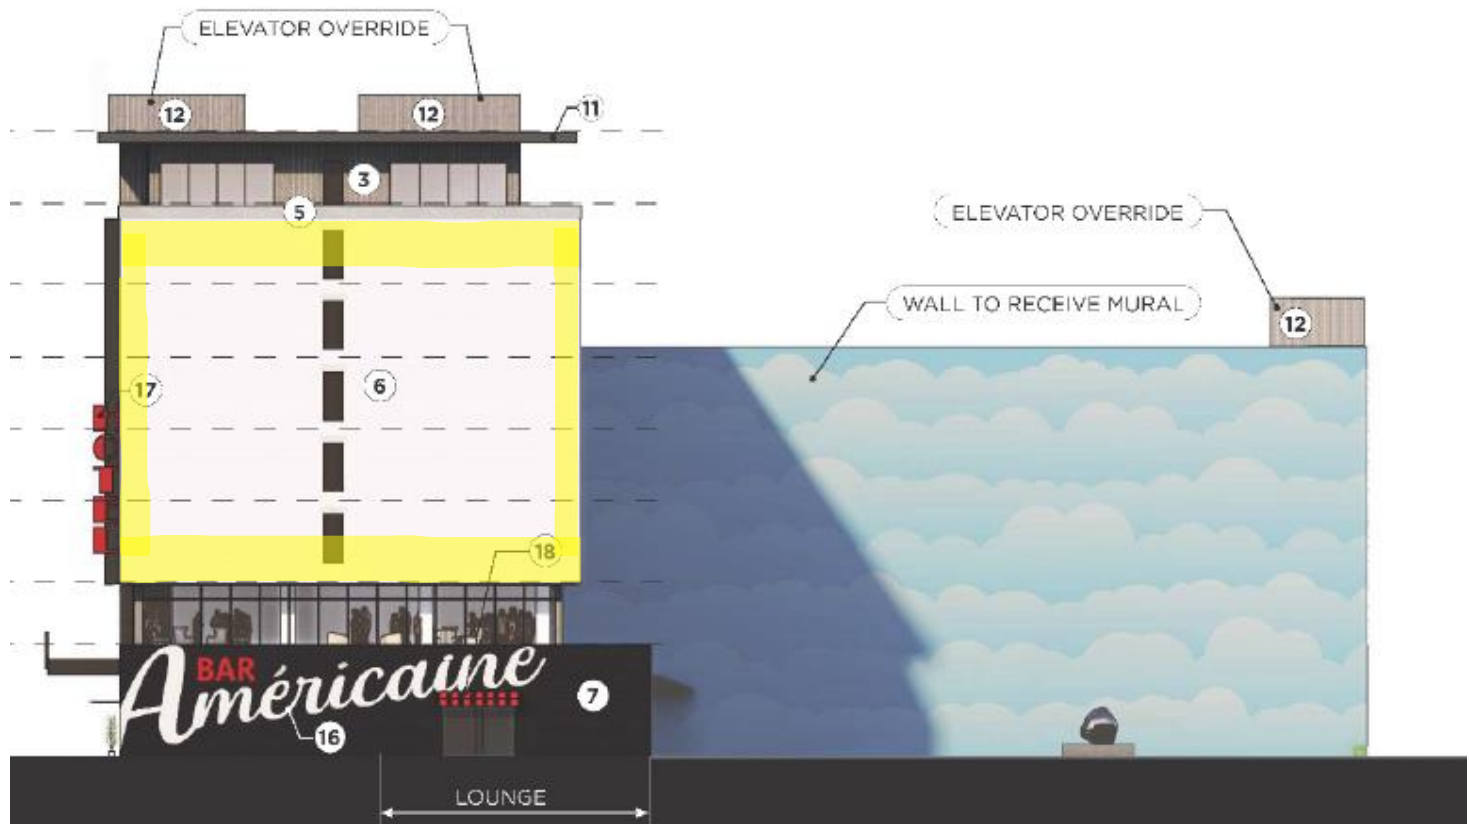 ELEVATOR OVERRIDE
12
12
11
3
5
ELEVATOR OVERRIDE
WALL TO RECEIVE MURAL
12
6
17
18
BAR
Américaine
7
16
LOUNGE